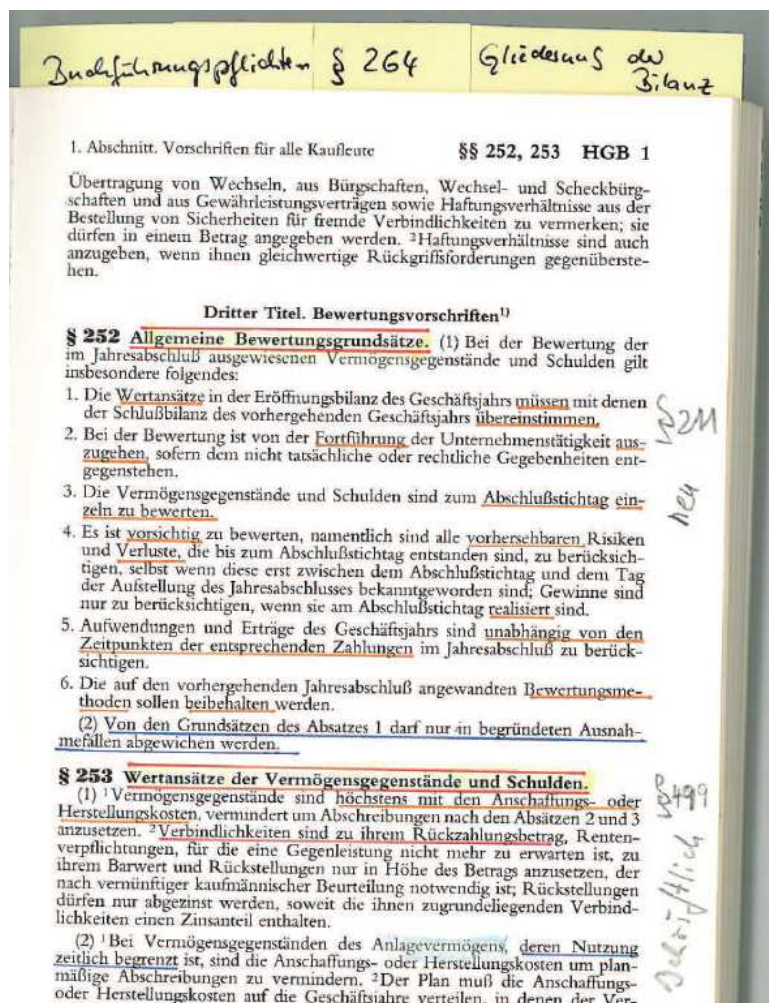 Buchführungspflichten § 264 Gliederung der
Bilanz
1. Abschnitt. Vorschriften für alle Kaufleute §§ 252, 253 HGB 1
Übertragung von Wechseln, aus Bürgschaften, Wechsel- und Scheckbürg-
schaften und aus Gewährleistungsverträgen sowie Haftungsverhältnisse aus der
Bestellung von Sicherheiten für fremde Verbindlichkeiten zu vermerken; sie
dürfen in einem Betrag angegeben werden. ²Haftungsverhältnisse sind auch
anzugeben, wenn ihnen gleichwertige Rückgriffsforderungen gegenüberste-
hen.
Dritter Titel. Bewertungsvorschriften¹⁾
§ 252 Allgemeine Bewertungsgrundsätze. (1) Bei der Bewertung der
im Jahresabschluß ausgewiesenen Vermögensgegenstände und Schulden gilt
insbesondere folgendes:
1. Die Wertansätze in der Eröffnungsbilanz des Geschäftsjahrs müssen mit denen
der Schlußbilanz des vorhergehenden Geschäftsjahrs übereinstimmen.
§ 211
2. Bei der Bewertung ist von der Fortführung der Unternehmenstätigkeit aus-
zugehen, sofern dem nicht tatsächliche oder rechtliche Gegebenheiten ent-
gegenstehen.
neu
3. Die Vermögensgegenstände und Schulden sind zum Abschlußstichtag ein-
zeln zu bewerten.
4. Es ist vorsichtig zu bewerten, namentlich sind alle vorhersehbaren Risiken
und Verluste, die bis zum Abschlußstichtag entstanden sind, zu berücksich-
tigen, selbst wenn diese erst zwischen dem Abschlußstichtag und dem Tag
der Aufstellung des Jahresabschlusses bekanntgeworden sind; Gewinne sind
nur zu berücksichtigen, wenn sie am Abschlußstichtag realisiert sind.
5. Aufwendungen und Erträge des Geschäftsjahrs sind unabhängig von den
Zeitpunkten der entsprechenden Zahlungen im Jahresabschluß zu berück-
sichtigen.
6. Die auf den vorhergehenden Jahresabschluß angewandten Bewertungsme-
thoden sollen beibehalten werden.
(2) Von den Grundsätzen des Absatzes 1 darf nur in begründeten Ausnah-
mefällen abgewichen werden.
§ 253 Wertansätze der Vermögensgegenstände und Schulden.
(1) ¹Vermögensgegenstände sind höchstens mit den Anschaffungs- oder
Herstellungskosten, vermindert um Abschreibungen nach den Absätzen 2 und 3
anzusetzen. ²Verbindlichkeiten sind zu ihrem Rückzahlungsbetrag, Renten-
verpflichtungen, für die eine Gegenleistung nicht mehr zu erwarten ist, zu
ihrem Barwert und Rückstellungen nur in Höhe des Betrags anzusetzen, der
nach vernünftiger kaufmännischer Beurteilung notwendig ist; Rückstellungen
dürfen nur abgezinst werden, soweit die ihnen zugrundeliegenden Verbind-
lichkeiten einen Zinsanteil enthalten.
§ 499
(2) ¹Bei Vermögensgegenständen des Anlagevermögens, deren Nutzung
zeitlich begrenzt ist, sind die Anschaffungs- oder Herstellungskosten um plan-
mäßige Abschreibungen zu vermindern. ²Der Plan muß die Anschaffungs-
oder Herstellungskosten auf die Geschäftsjahre verteilen, in denen der Ver-